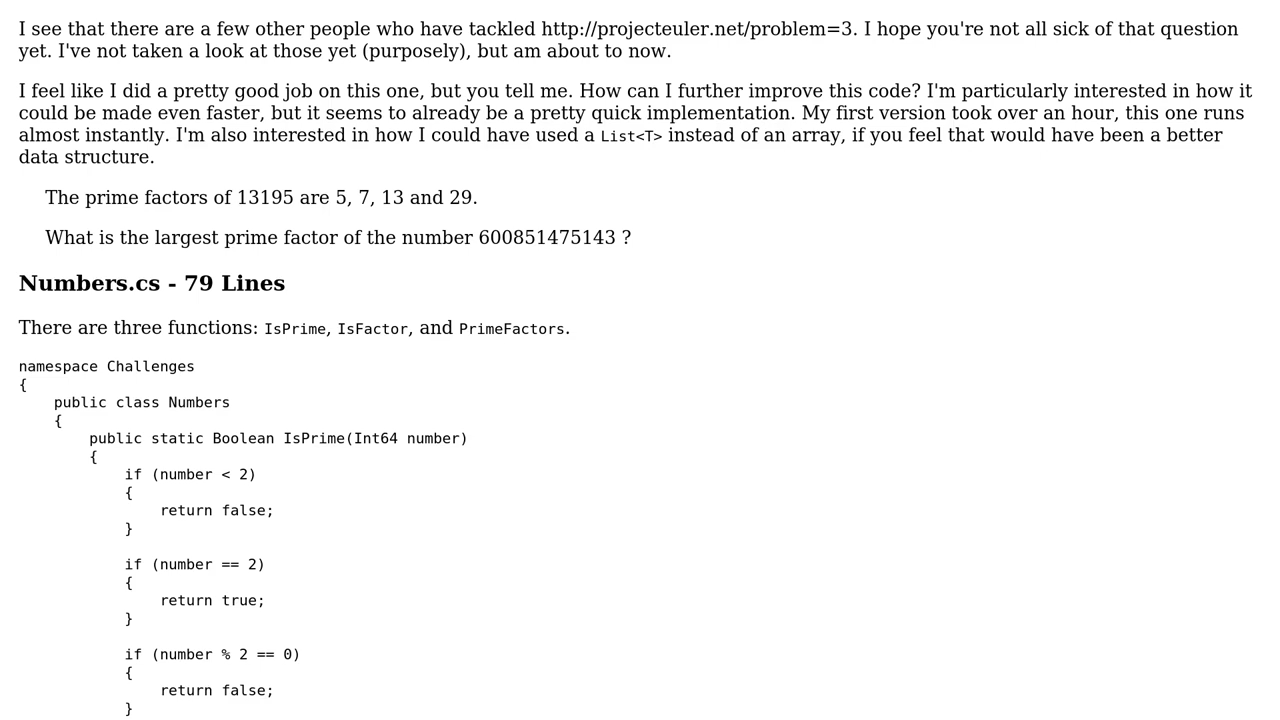 I see that there are a few other people who have tackled http://projecteuler.net/problem=3. I hope you're not all sick of that question
yet. I've not taken a look at those yet (purposely), but am about to now.
I feel like I did a pretty good job on this one, but you tell me. How can I further improve this code? I'm particularly interested in how it
could be made even faster, but it seems to already be a pretty quick implementation. My first version took over an hour, this one runs
almost instantly. I'm also interested in how I could have used a List<T> instead of an array, if you feel that would have been a better
data structure.
The prime factors of 13195 are 5, 7, 13 and 29.
What is the largest prime factor of the number 600851475143 ?
Numbers.cs - 79 Lines
There are three functions: IsPrime, IsFactor, and PrimeFactors.
namespace Challenges
{
    public class Numbers
    {
        public static Boolean IsPrime(Int64 number)
        {
            if (number < 2)
            {
                return false;
            }
            if (number == 2)
            {
                return true;
            }
            if (number % 2 == 0)
            {
                return false;
            }